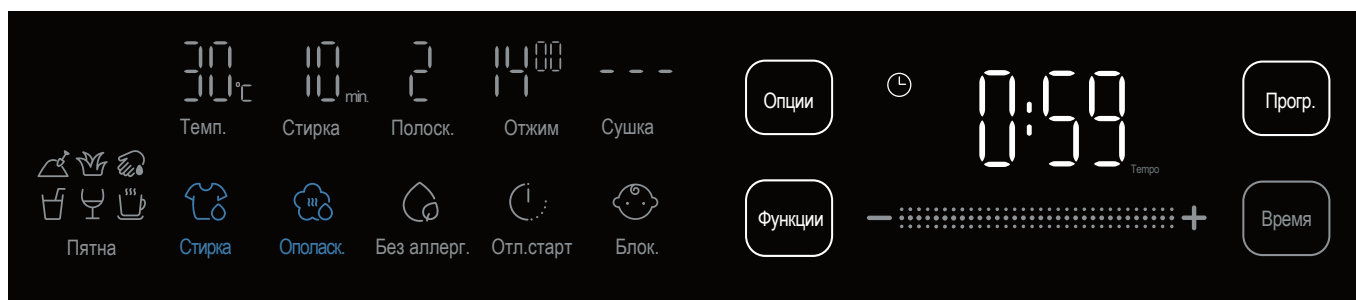 30°C
10 min.
2
14 00
- - -
Темп.
Стирка
Полоск.
Отжим
Сушка
Опции
0:59
Tempo
Прогр.
Пятна
Стирка
Ополаск.
Без аллерг.
Отл.старт
Блок.
Функции
Время